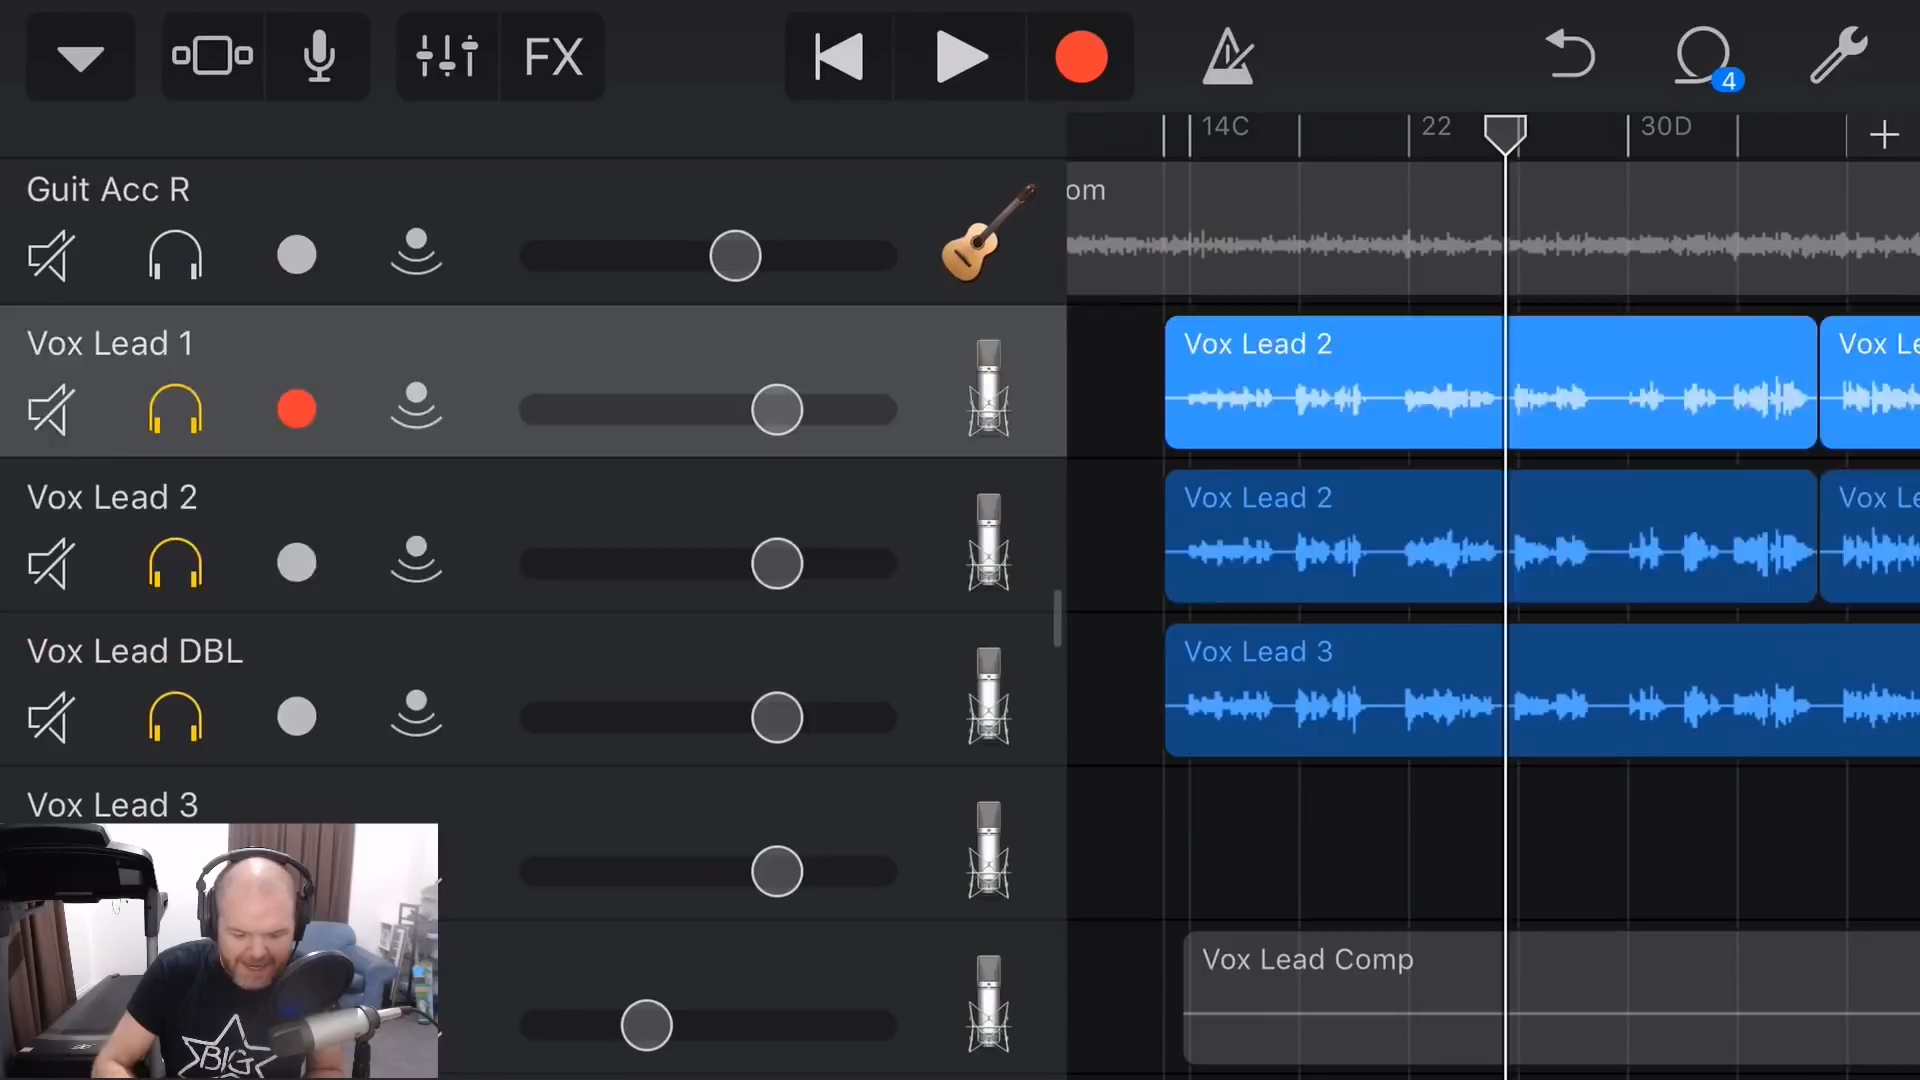 FX
4
14C
22
30D
Guit Acc R
om
Vox Lead 1
Vox Lead 2
Vox Le
Vox Lead 2
Vox Lead 2
Vox Le
Vox Lead DBL
Vox Lead 3
Vox Lead 3
Vox Lead Comp
BIG